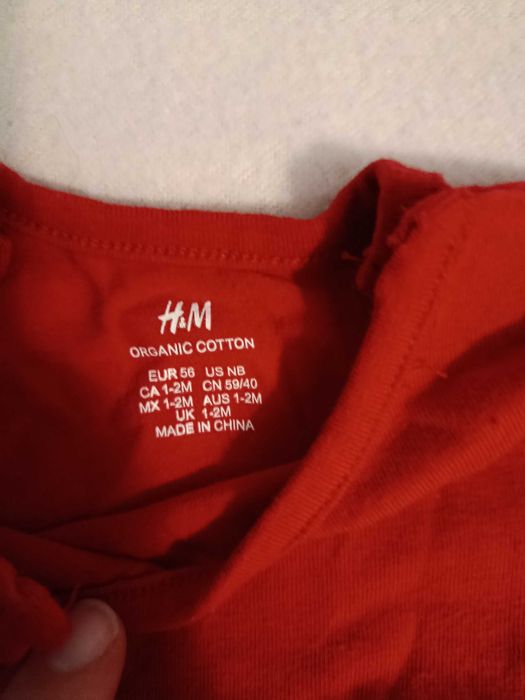 H&M
ORGANIC COTTON
EUR 56 US NB
CA 1-2M CN 59/40
MX 1-2M AUS 1-2M
UK 1-2M
MADE IN CHINA